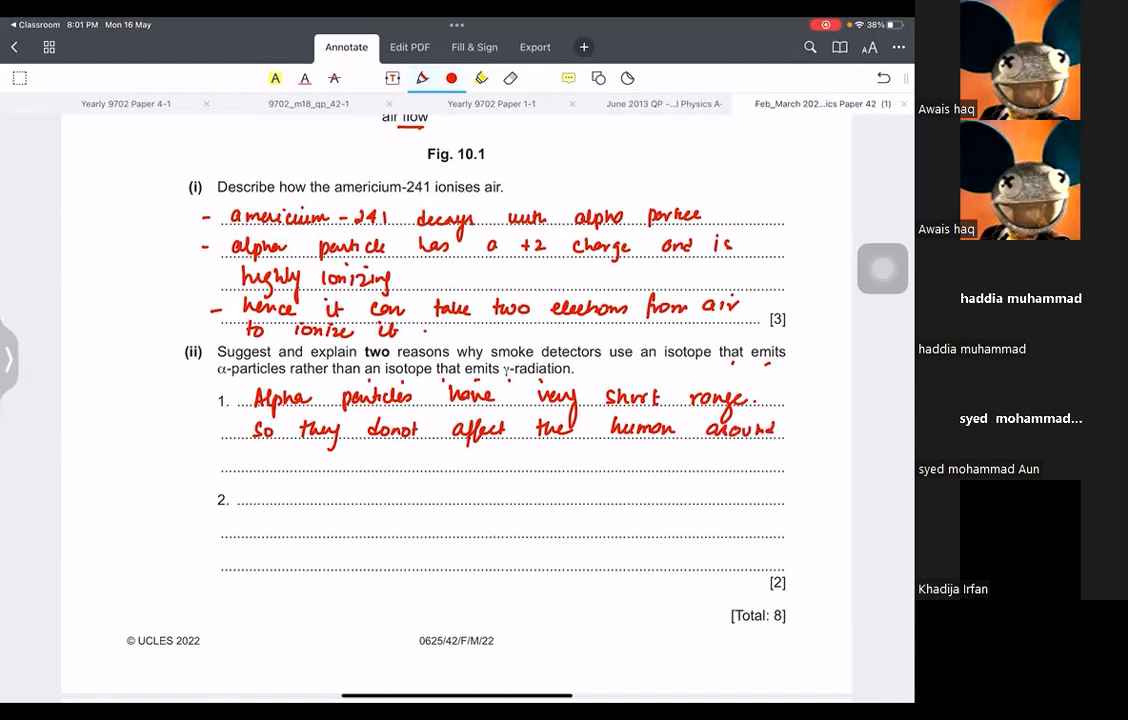 Classroom 8:01 PM Mon 16 May
38%
Annotate Edit PDF Fill & Sign Export
Yearly 9702 Paper 4-1 9702_m18_qp_42-1 Yearly 9702 Paper 1-1 June 2013 QP -...l Physics A- Feb_March 202...ics Paper 42 (1)
air flow
Fig. 10.1
(i) Describe how the americium-241 ionises air.
- americium - 241 decays with alpha
- alpha particle has a +2 charge and is
highly ionizing
- hence it can take two electrons from air
to ionize it .
[3]
(ii) Suggest and explain two reasons why smoke detectors use an isotope that emits
α-particles rather than an isotope that emits γ-radiation.
1. Alpha particles have very short range.
so they donot affect the human around
2.
[2]
[Total: 8]
© UCLES 2022 0625/42/F/M/22
Awais haq
Awais haq
haddia muhammad
haddia muhammad
syed mohammad...
syed mohammad Aun
Khadija Irfan